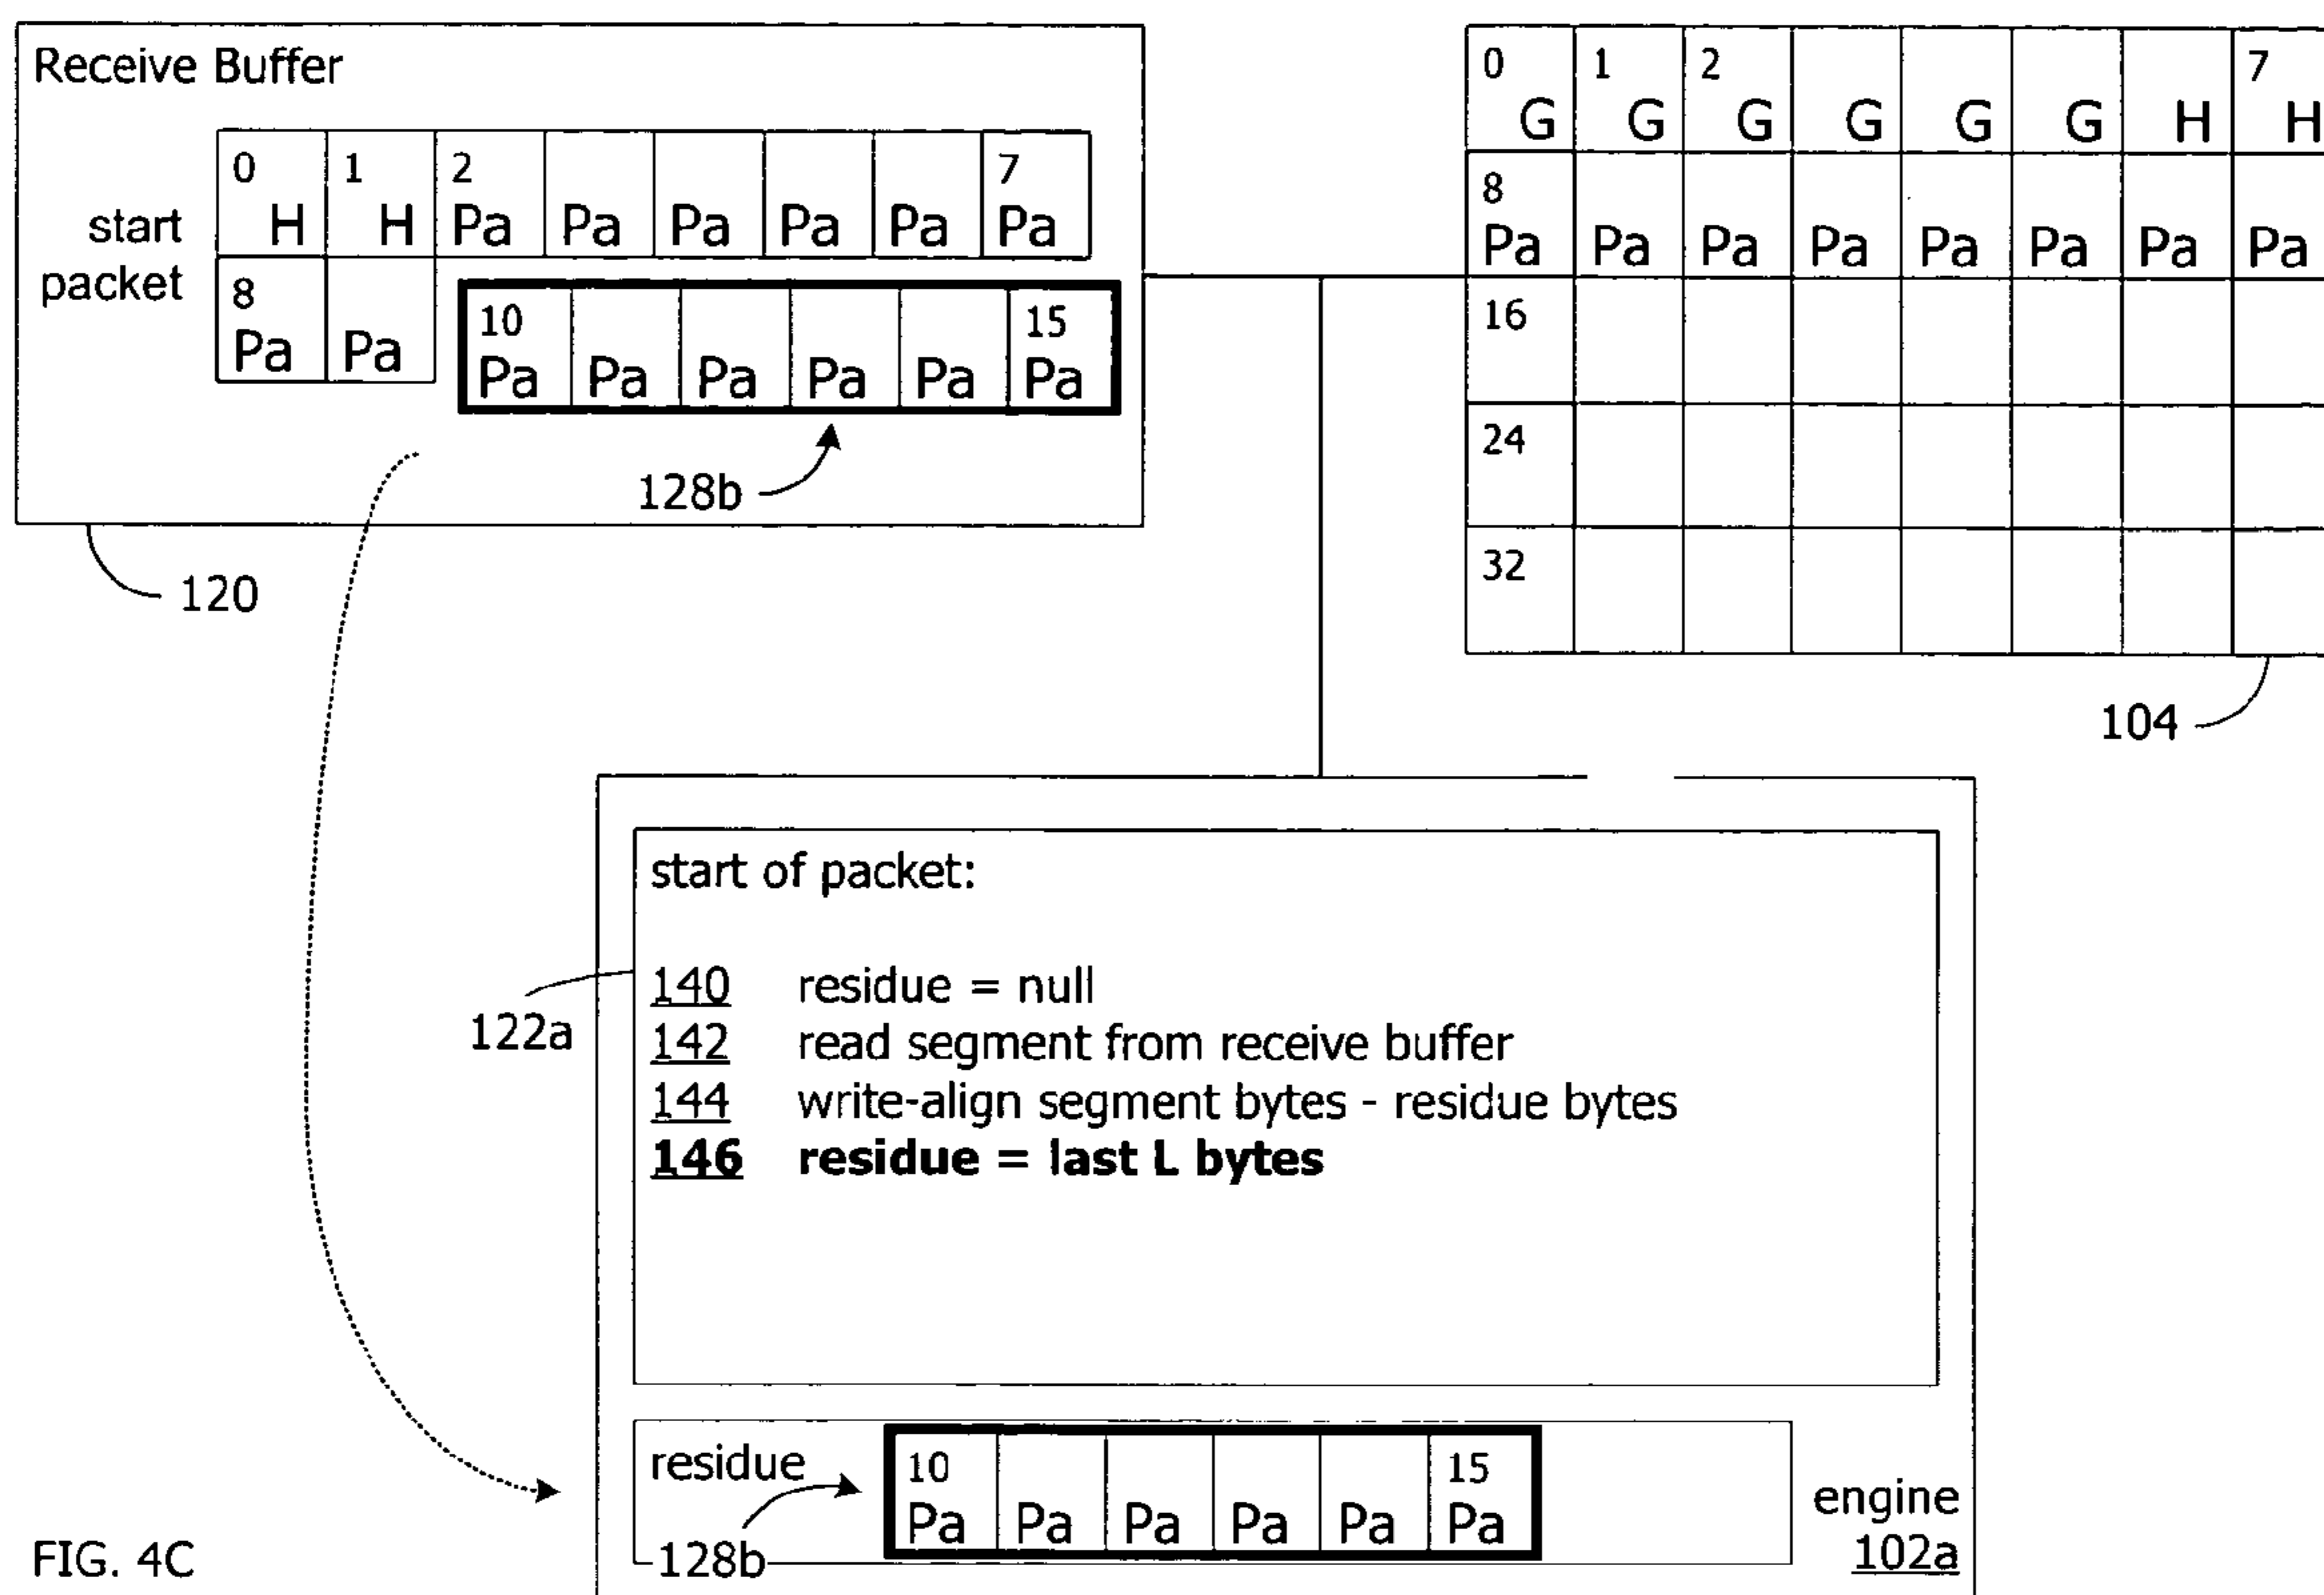 Receive Buffer
0 1 2 7
H H Pa Pa Pa Pa Pa Pa
start
packet
8
Pa Pa
10 15
Pa Pa Pa Pa Pa Pa
128b
120
0 1 2 7
G G G G G G H H
8
Pa Pa Pa Pa Pa Pa Pa Pa
16
24
32
104
start of packet:
140 residue = null
142 read segment from receive buffer
144 write-align segment bytes - residue bytes
146 residue = last L bytes
122a
residue
10 15
Pa Pa Pa Pa Pa Pa
128b
engine
102a
FIG. 4C